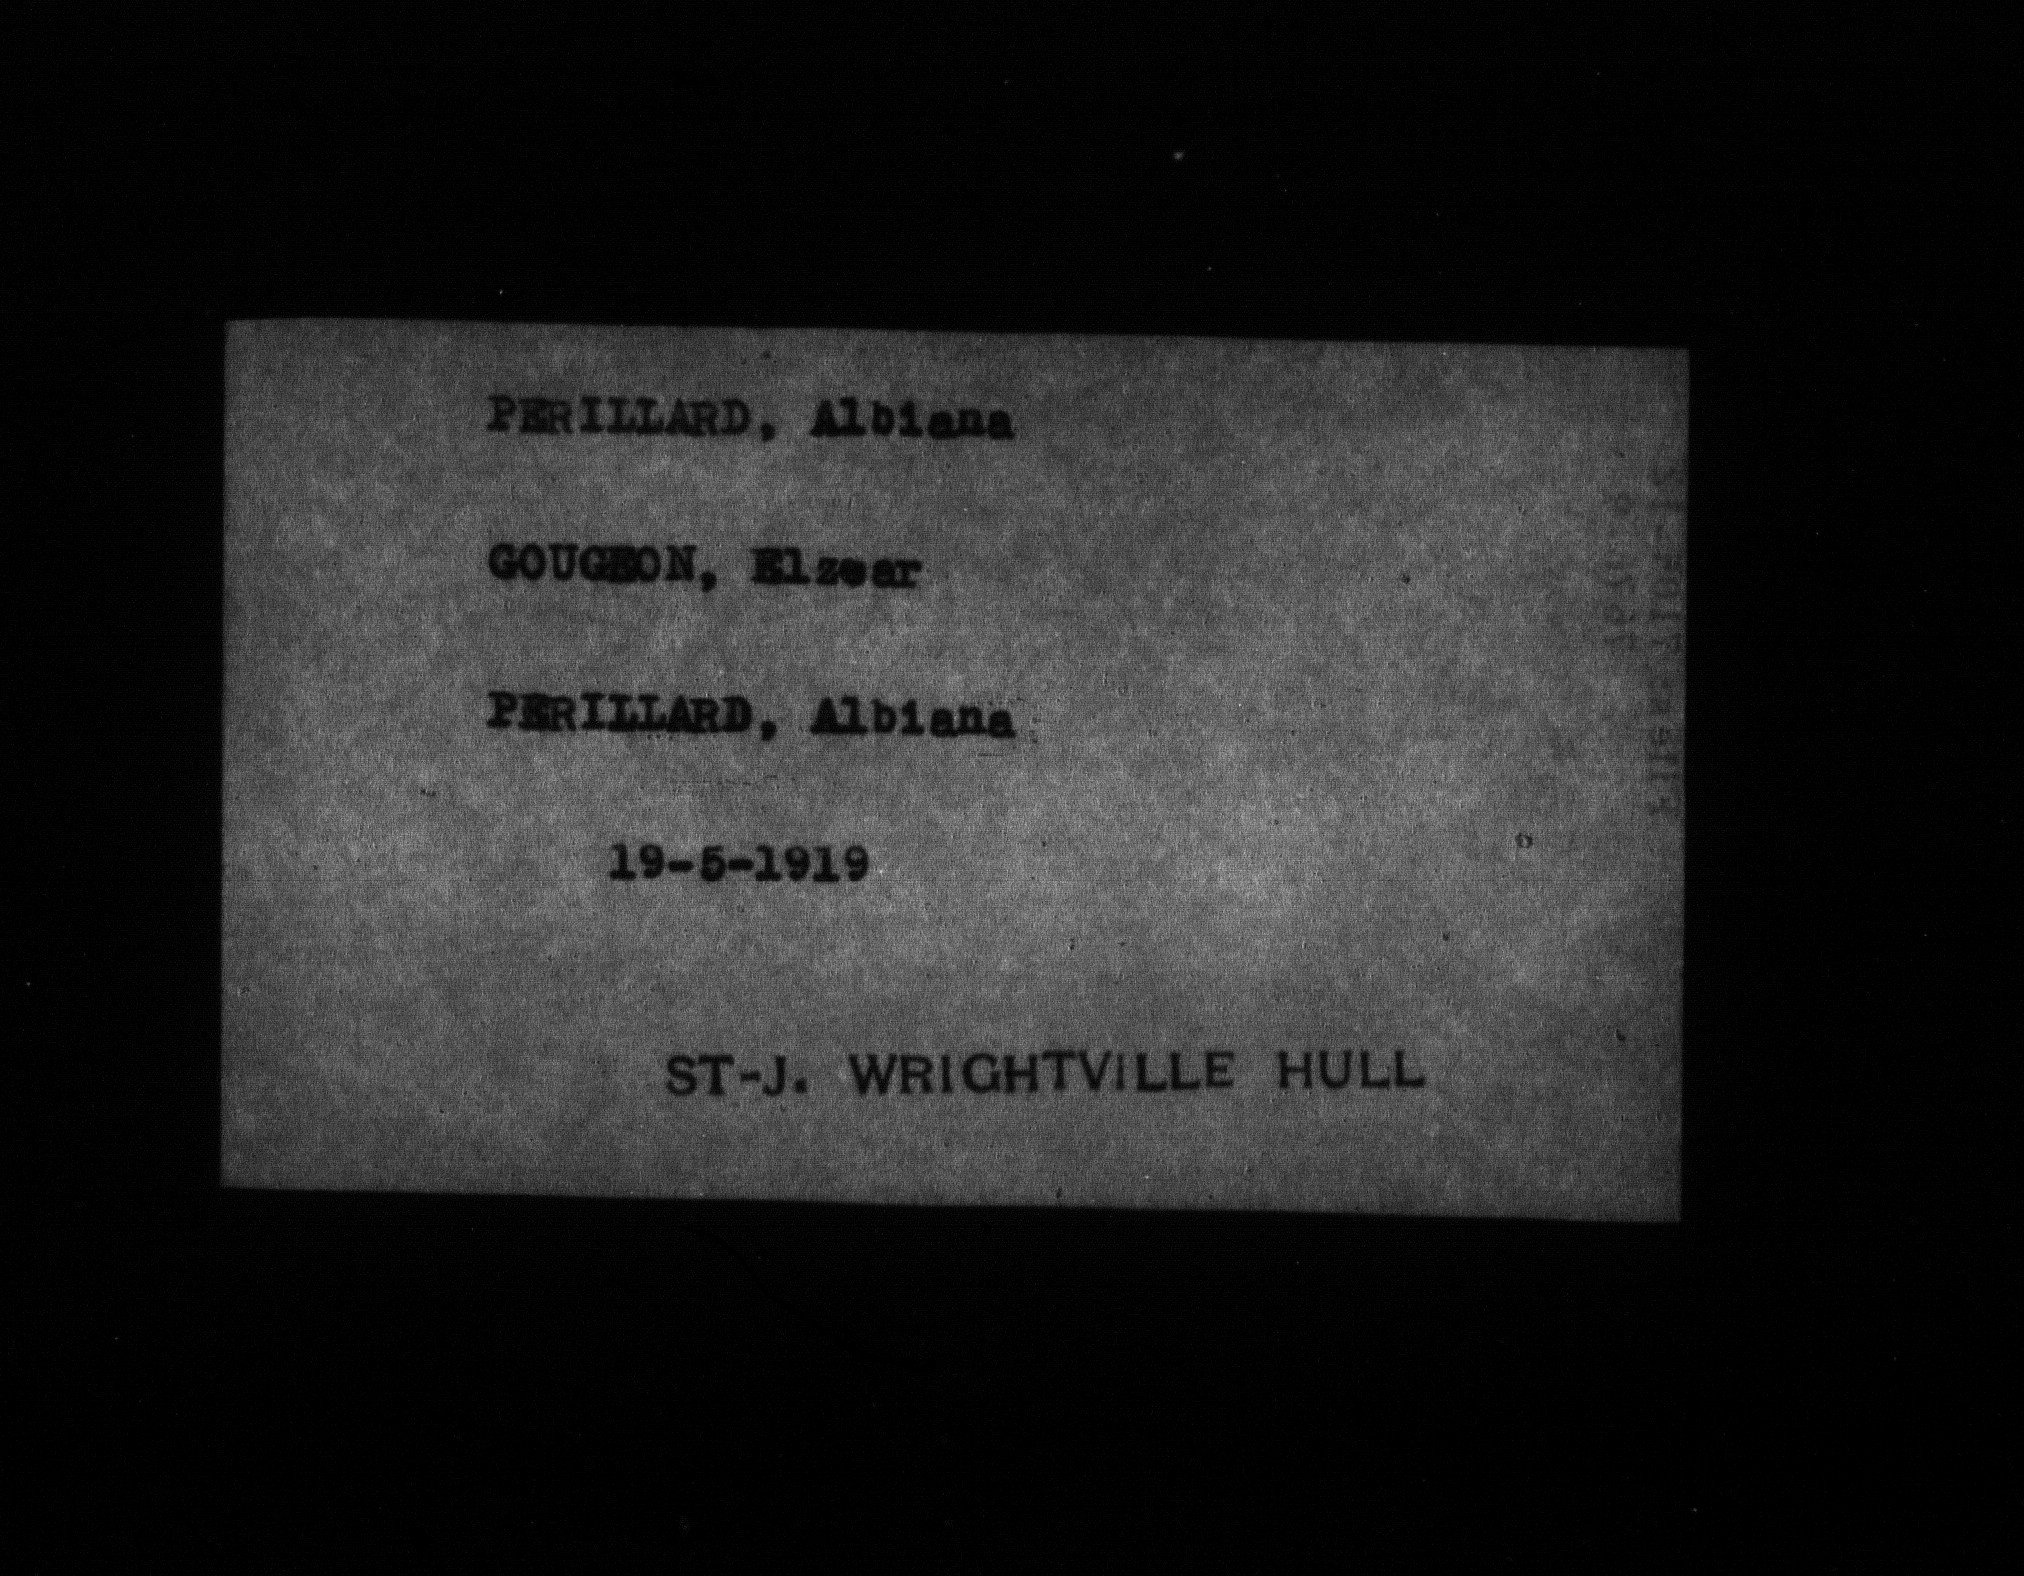 PERILLARD, Albiana
GOUGEON, Elzear
PERILLARD, Albiana
19-5-1919
ST-J. WRIGHTVILLE HULL